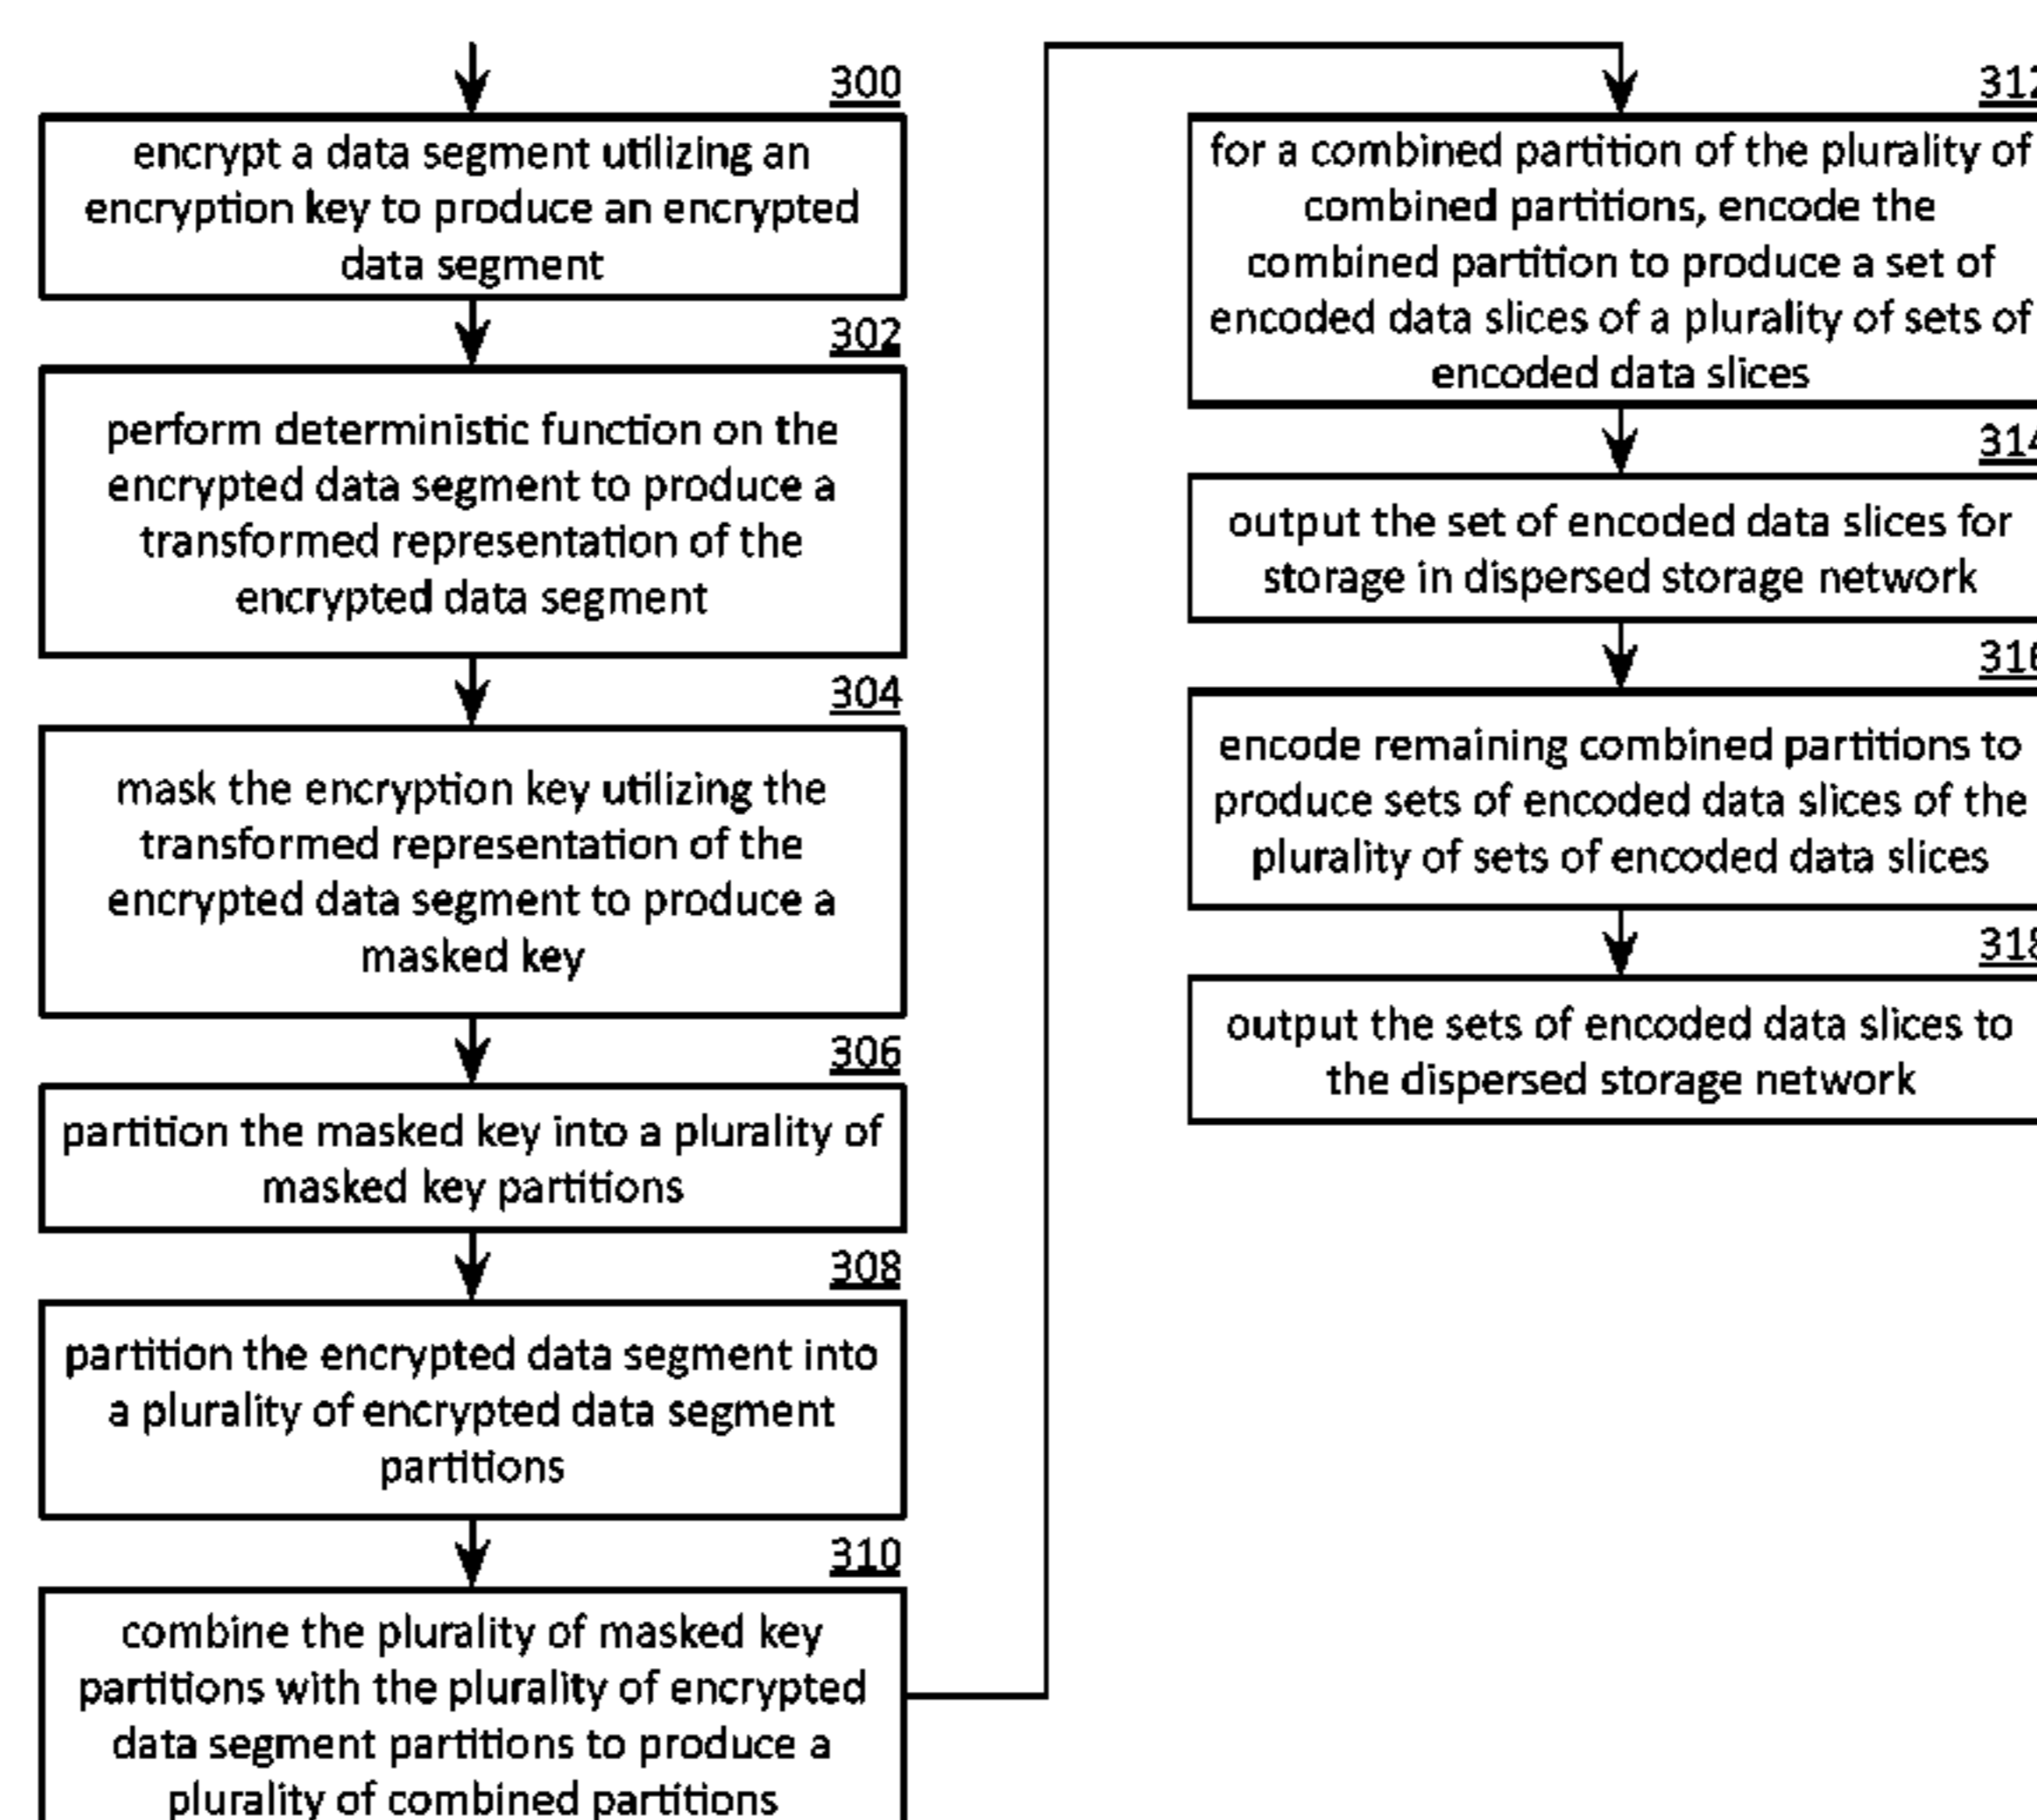 300
encrypt a data segment utilizing an
encryption key to produce an encrypted
data segment
302
perform deterministic function on the
encrypted data segment to produce a
transformed representation of the
encrypted data segment
304
mask the encryption key utilizing the
transformed representation of the
encrypted data segment to produce a
masked key
306
partition the masked key into a plurality of
masked key partitions
308
partition the encrypted data segment into
a plurality of encrypted data segment
partitions
310
combine the plurality of masked key
partitions with the plurality of encrypted
data segment partitions to produce a
plurality of combined partitions
312
for a combined partition of the plurality of
combined partitions, encode the
combined partition to produce a set of
encoded data slices of a plurality of sets of
encoded data slices
314
output the set of encoded data slices for
storage in dispersed storage network
316
encode remaining combined partitions to
produce sets of encoded data slices of the
plurality of sets of encoded data slices
318
output the sets of encoded data slices to
the dispersed storage network